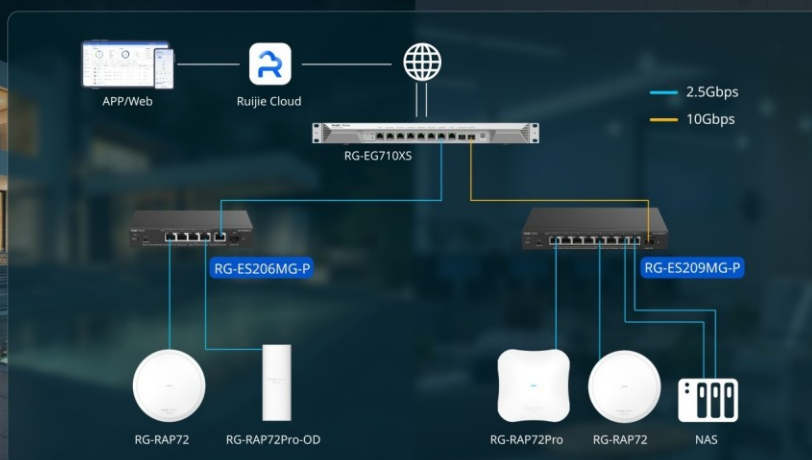 APP/Web
Ruijie Cloud
2.5Gbps
10Gbps
RG-EG710XS
RG-ES206MG-P
RG-ES209MG-P
RG-RAP72
RG-RAP72Pro-OD
RG-RAP72Pro
RG-RAP72
NAS